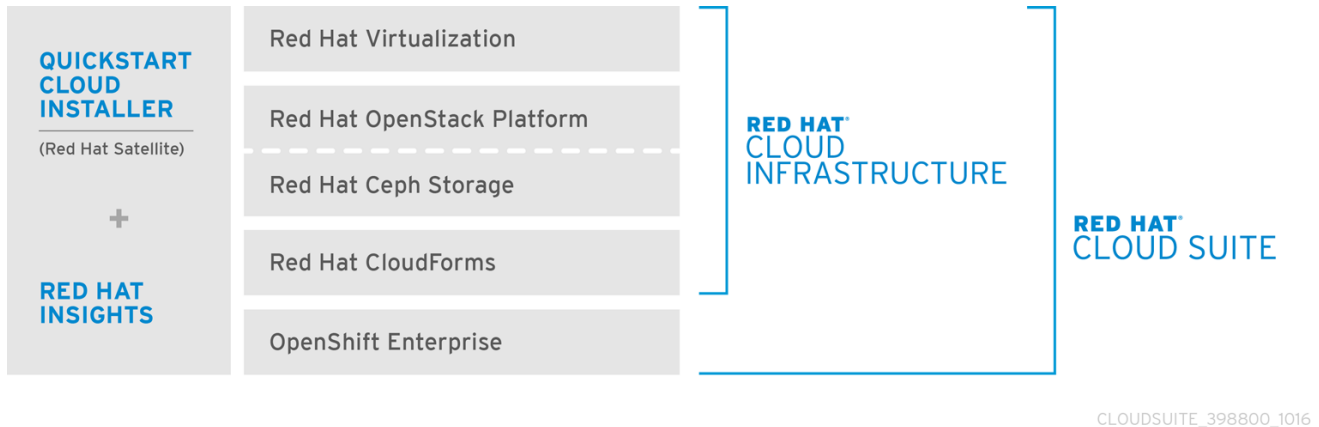 QUICKSTART
CLOUD
INSTALLER
(Red Hat Satellite)
+
RED HAT
INSIGHTS
Red Hat Virtualization
Red Hat OpenStack Platform
Red Hat Ceph Storage
Red Hat CloudForms
OpenShift Enterprise
RED HAT®
CLOUD
INFRASTRUCTURE
RED HAT®
CLOUD SUITE
CLOUDSUITE_398800_1016